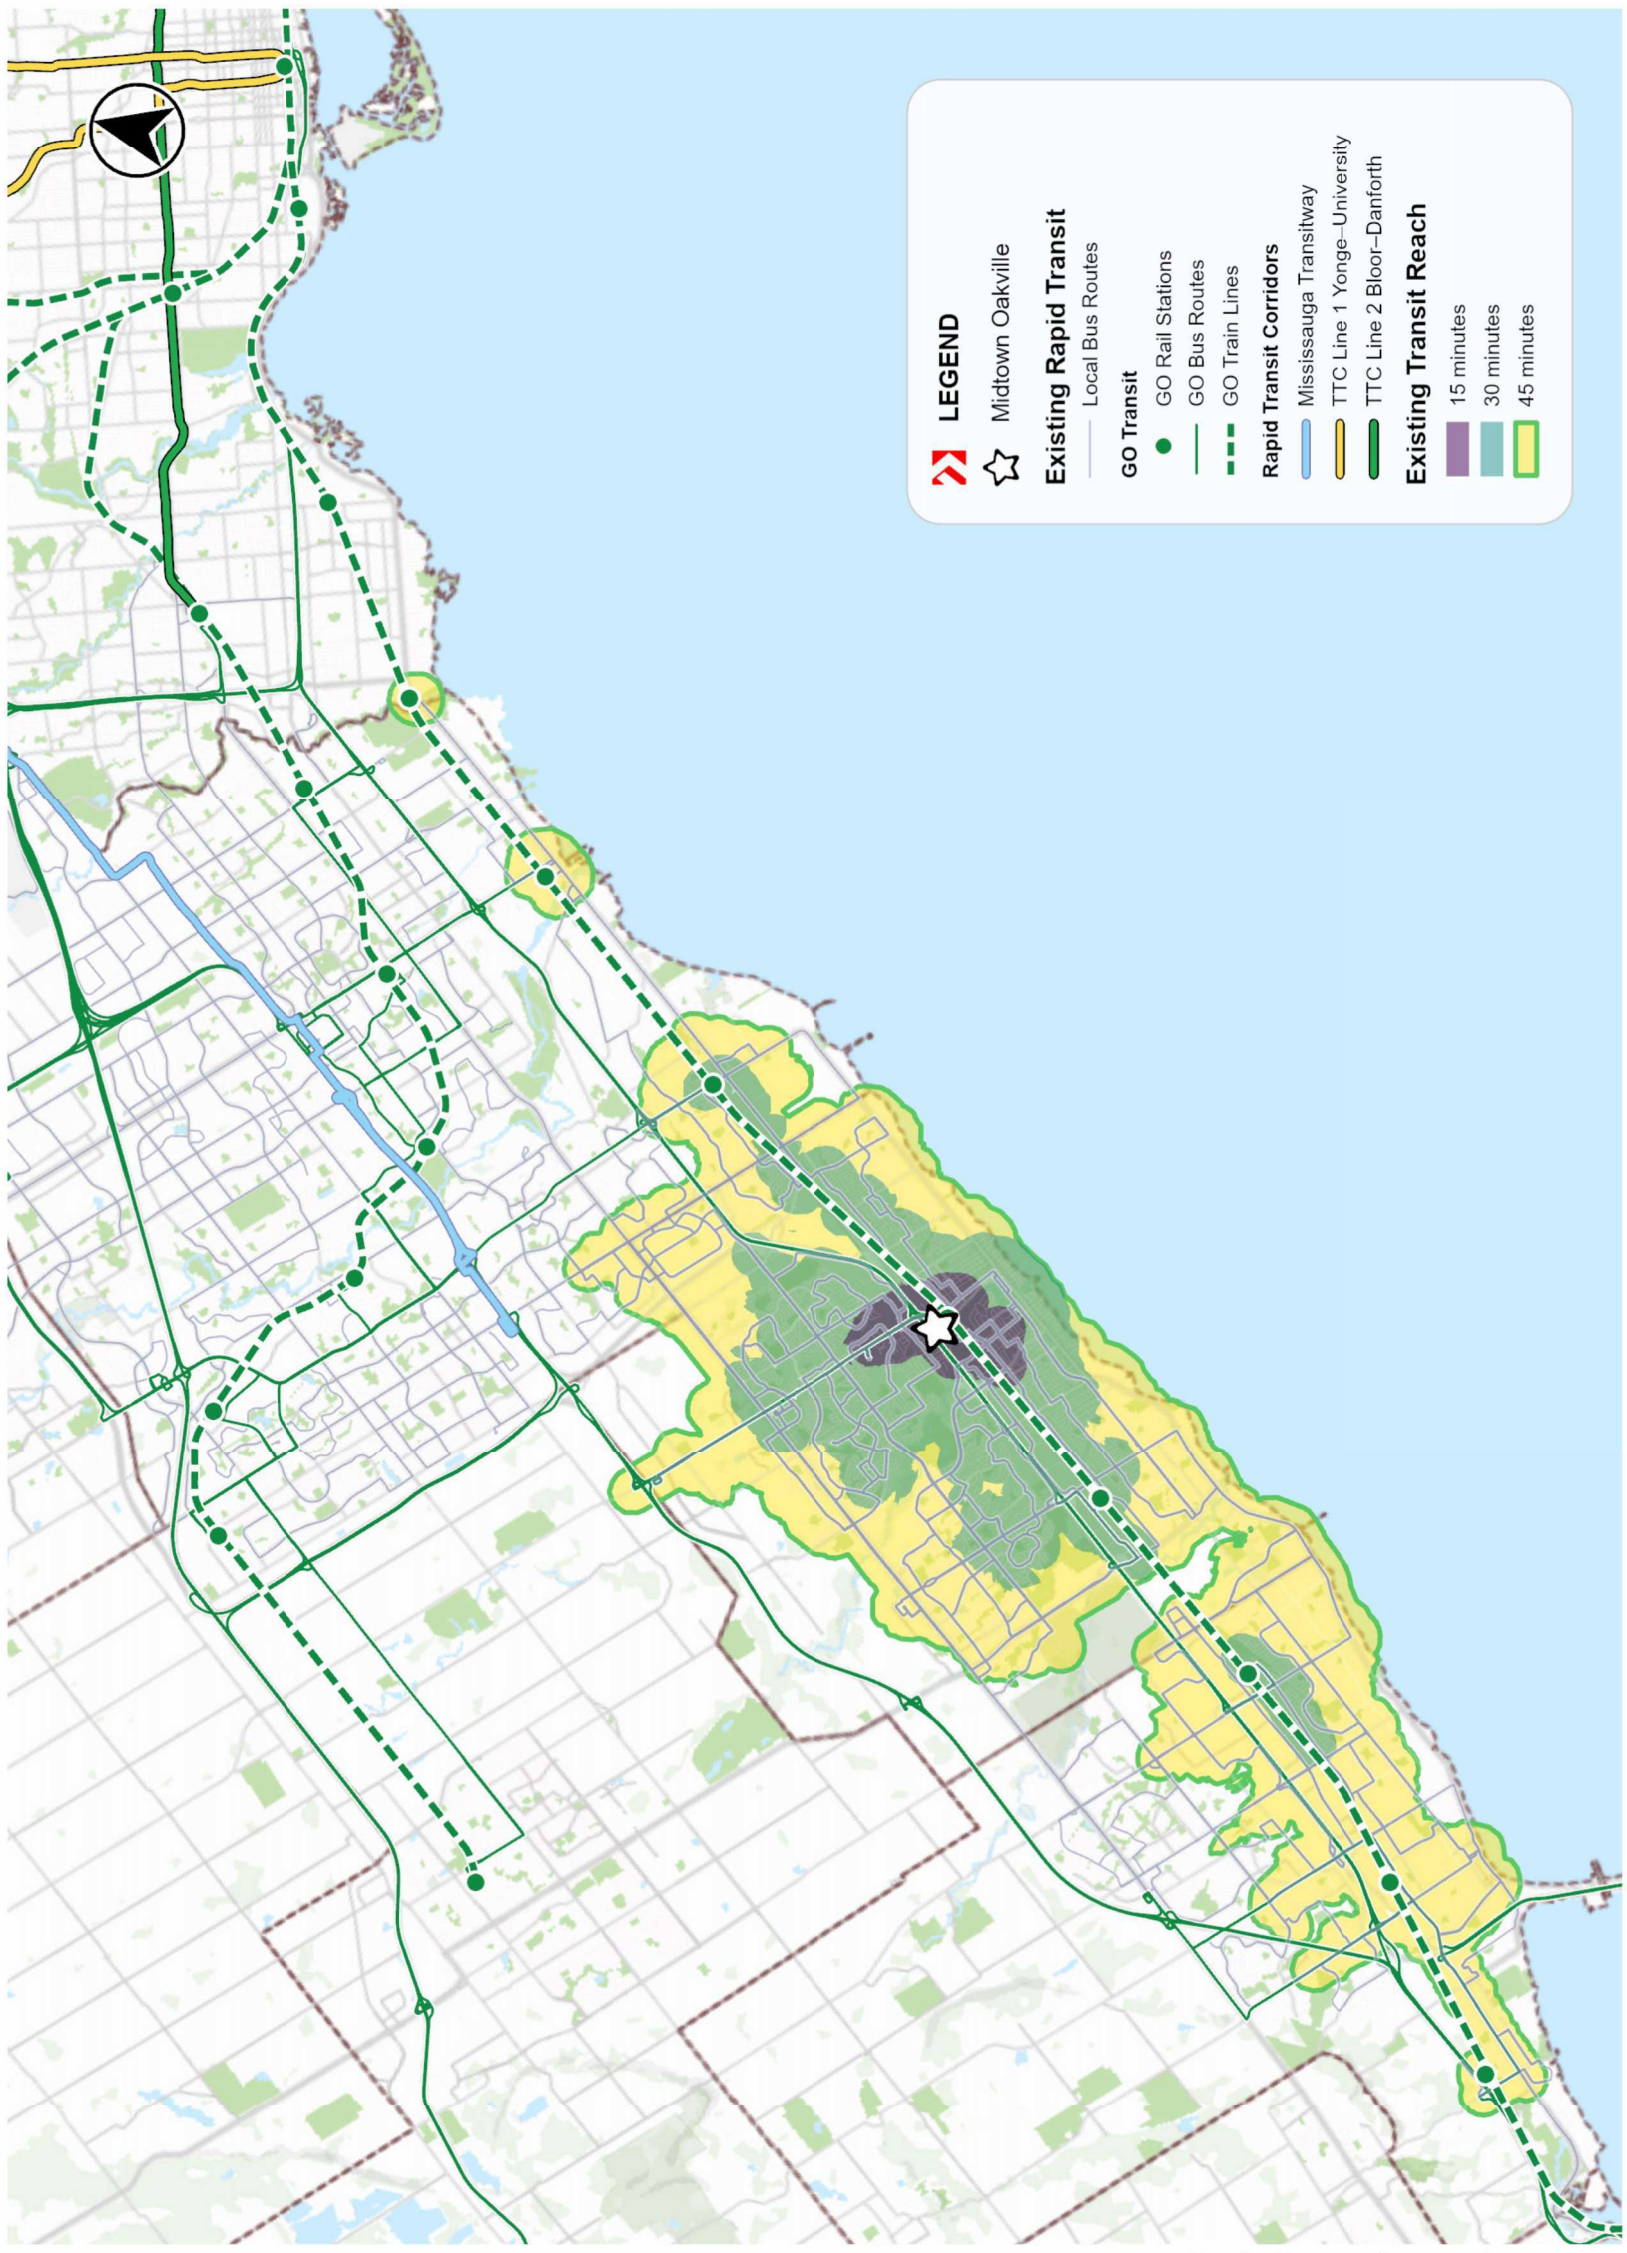 LEGEND
Midtown Oakville
Existing Rapid Transit
Local Bus Routes
GO Transit
GO Rail Stations
GO Bus Routes
GO Train Lines
Rapid Transit Corridors
Mississauga Transitway
TTC Line 1 Yonge–University
TTC Line 2 Bloor–Danforth
Existing Transit Reach
15 minutes
30 minutes
45 minutes